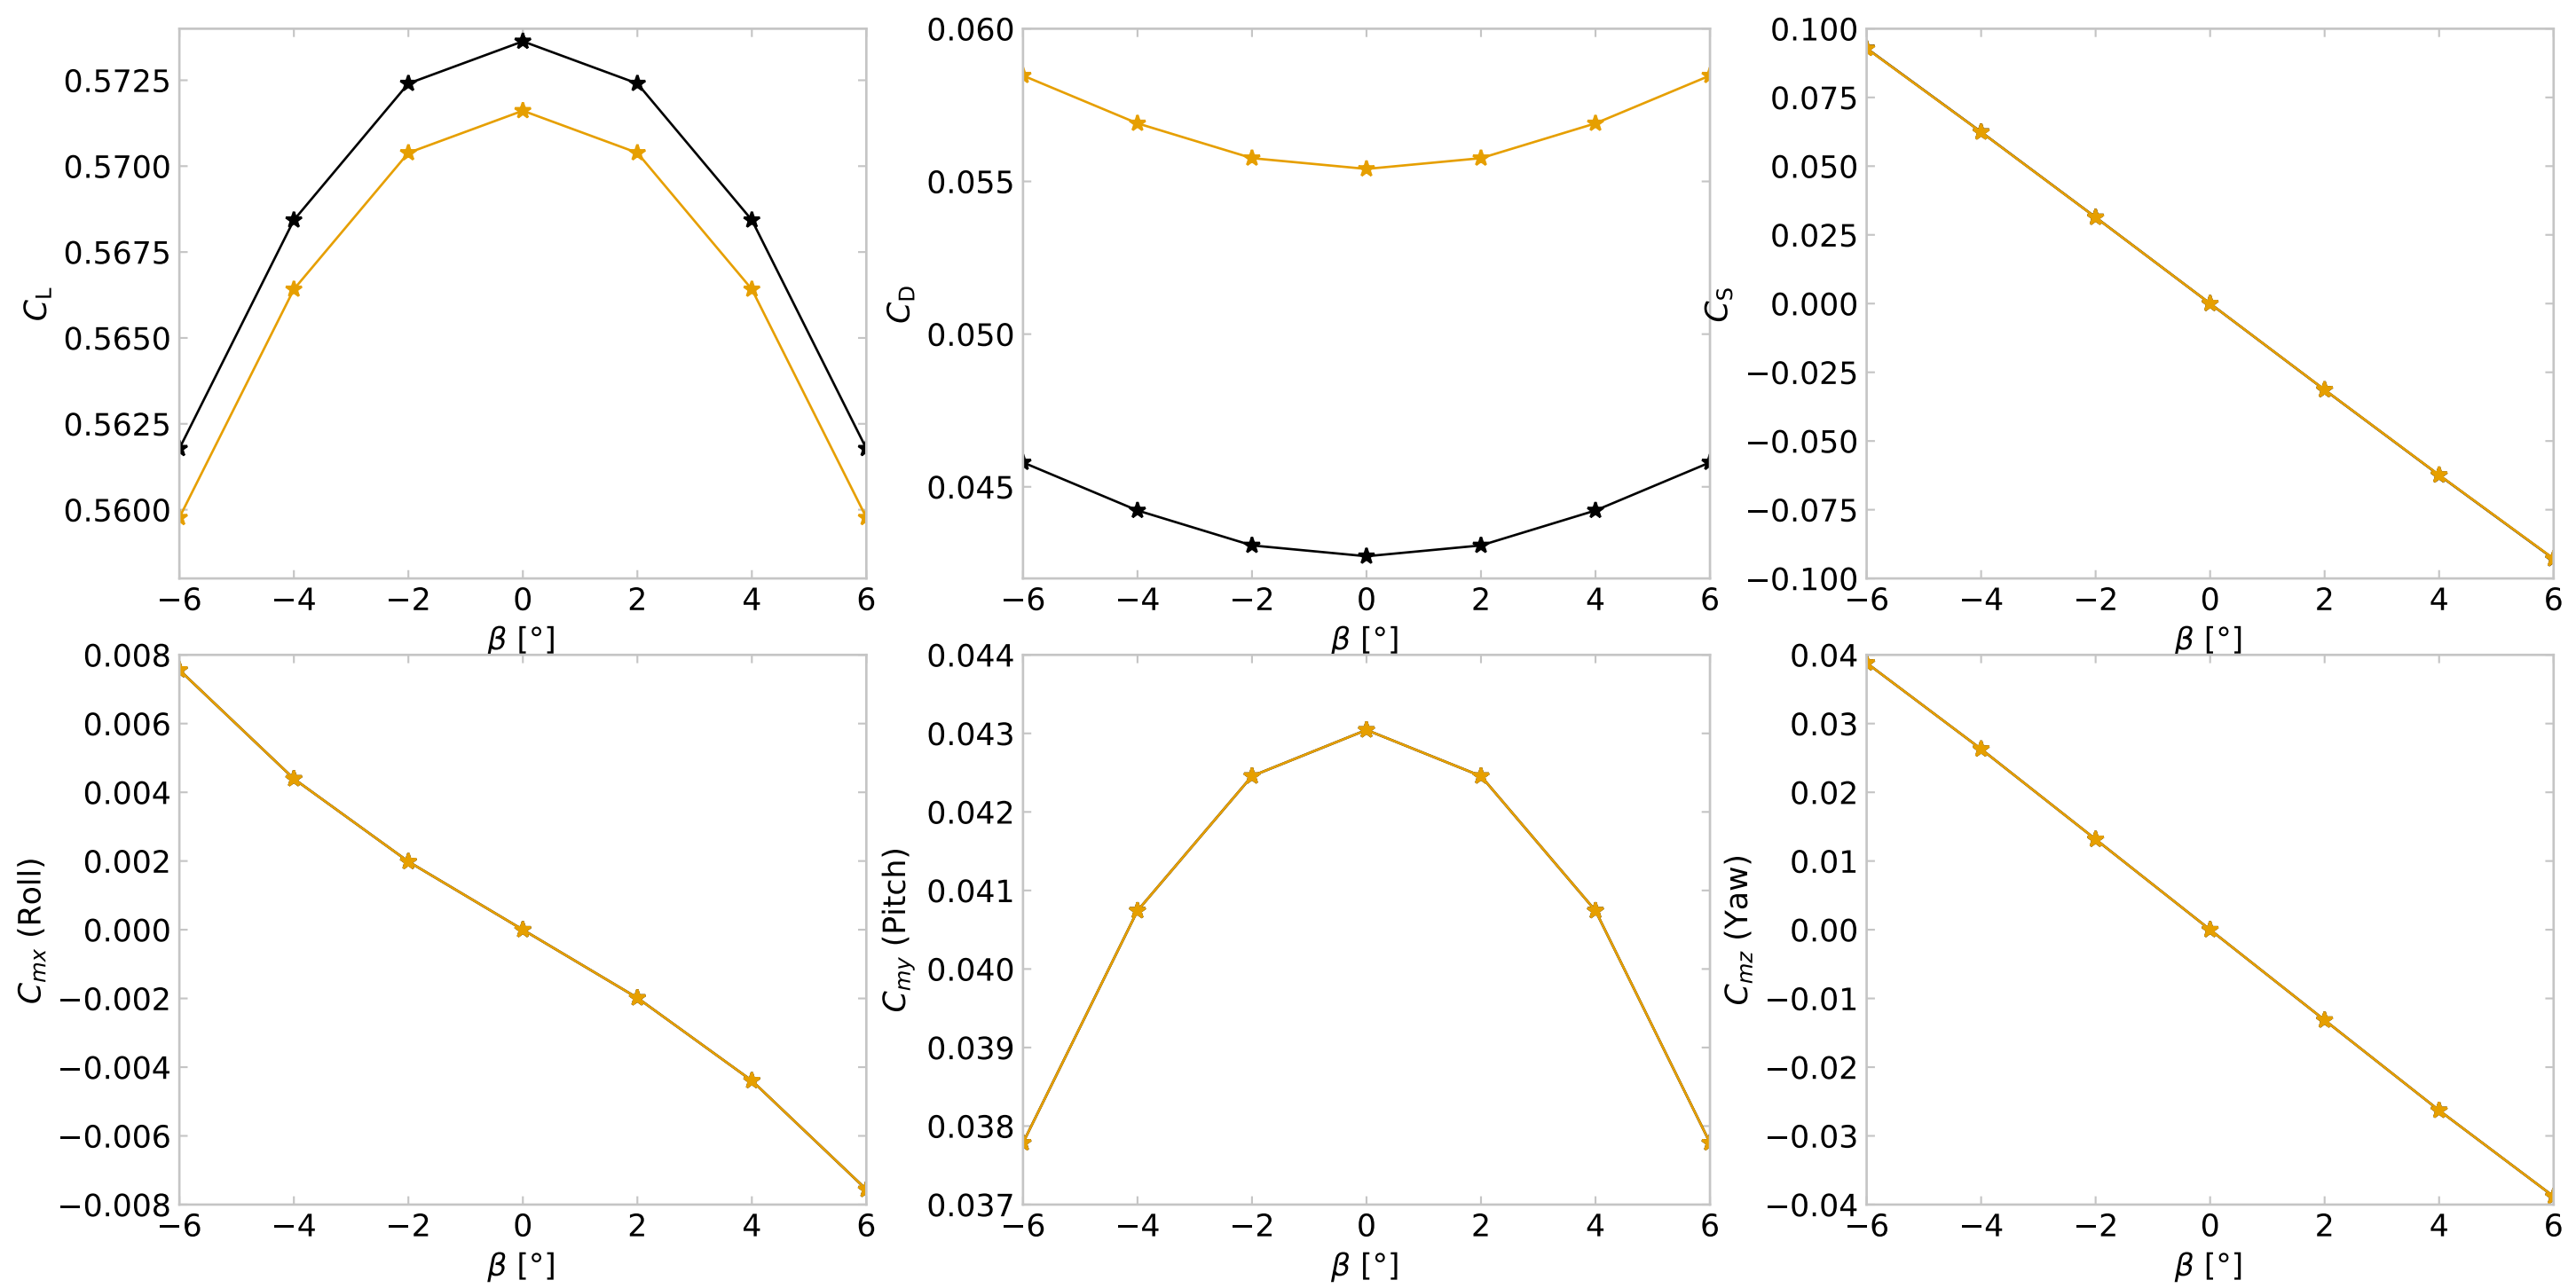 0.5725
0.5700
0.5675
0.5650
0.5625
0.5600
C_L
−6 −4 −2 0 2 4 6
β [°]
0.060
0.055
0.050
0.045
C_D
−6 −4 −2 0 2 4 6
β [°]
0.100
0.075
0.050
0.025
0.000
−0.025
−0.050
−0.075
−0.100
C_S
−6 −4 −2 0 2 4 6
β [°]
0.008
0.006
0.004
0.002
0.000
−0.002
−0.004
−0.006
−0.008
C_mx (Roll)
−6 −4 −2 0 2 4 6
β [°]
0.044
0.043
0.042
0.041
0.040
0.039
0.038
0.037
C_my (Pitch)
−6 −4 −2 0 2 4 6
β [°]
0.04
0.03
0.02
0.01
0.00
−0.01
−0.02
−0.03
−0.04
C_mz (Yaw)
−6 −4 −2 0 2 4 6
β [°]